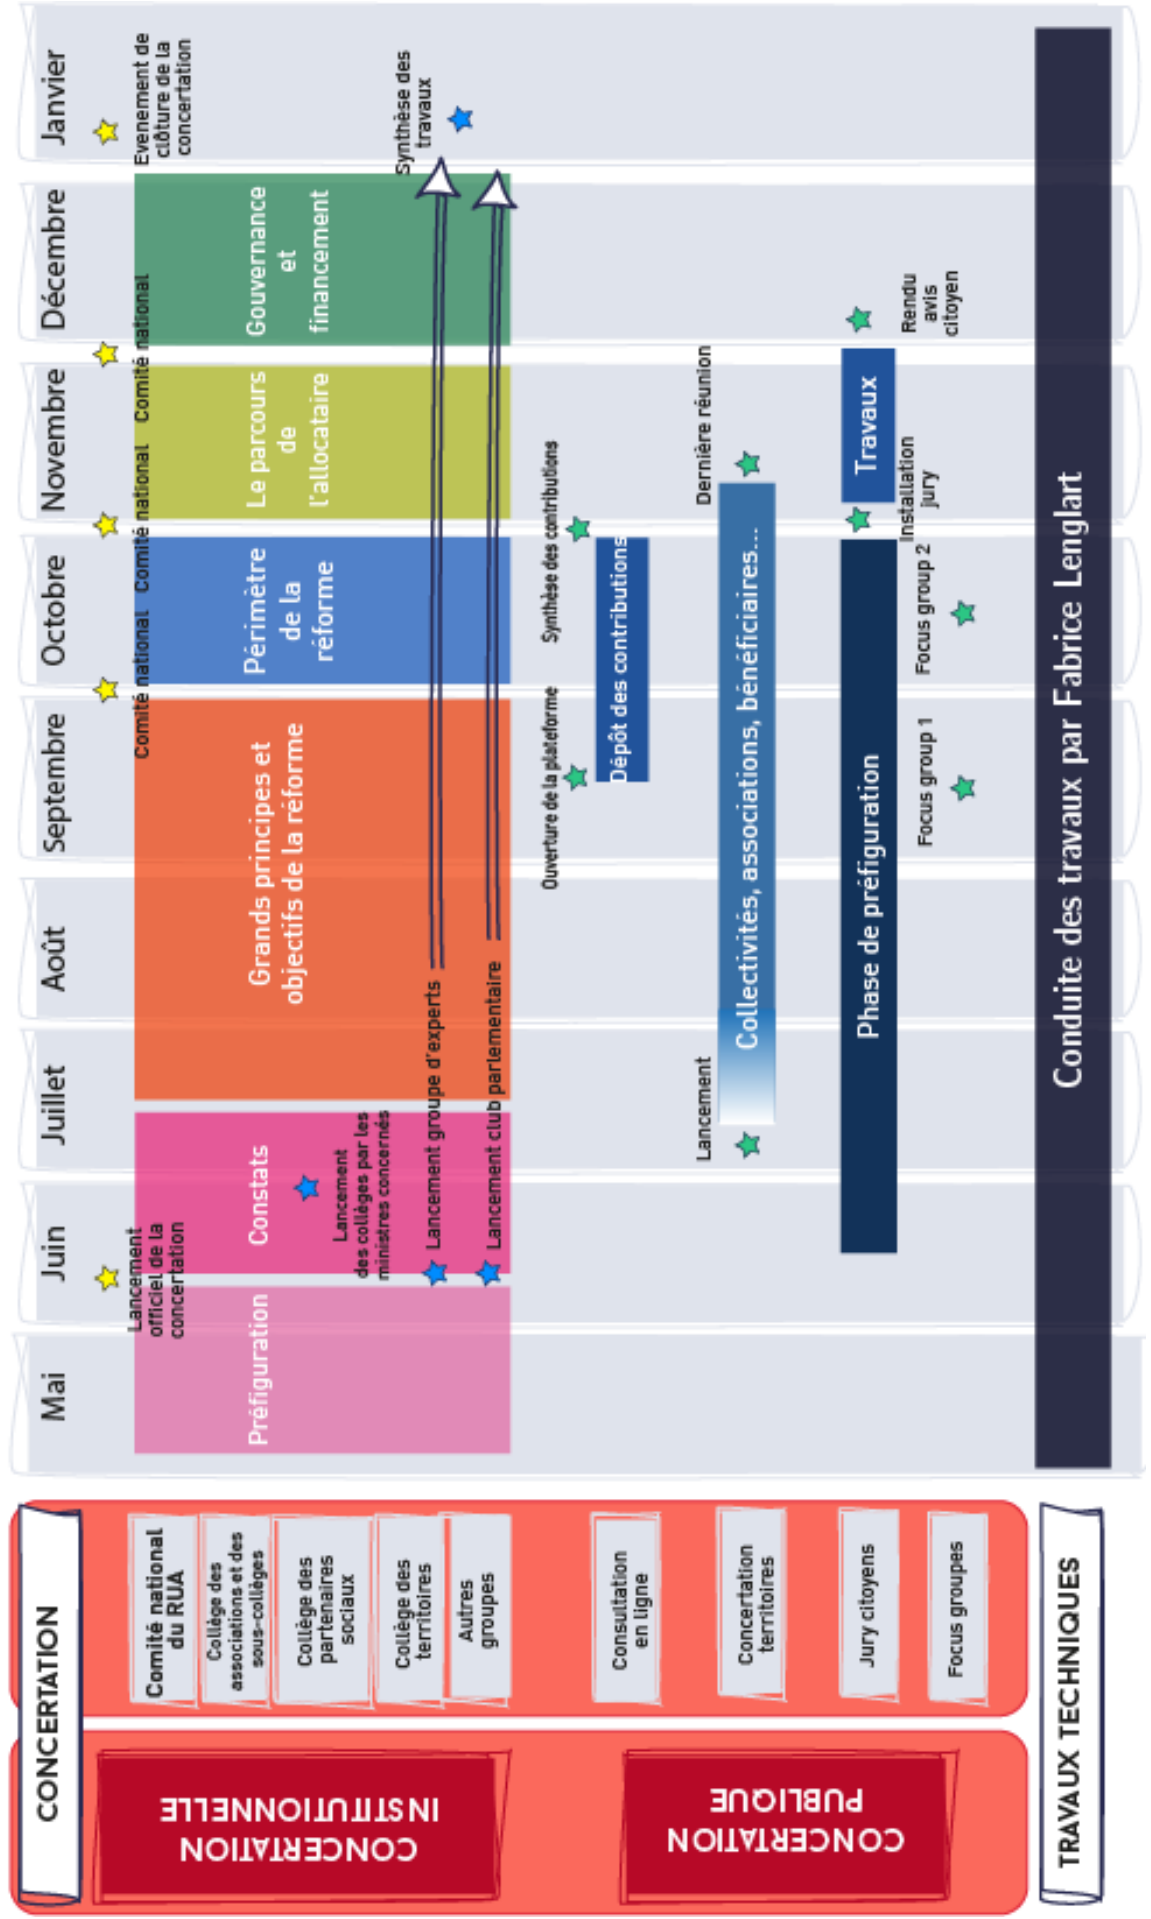 CONCERTATION
Mai
Juin
Juillet
Août
Septembre
Octobre
Novembre
Décembre
Janvier
CONCERTATION
INSTITUTIONNELLE
Comité national
du RUA
Collège des
associations et des
sous-collèges
Collège des
partenaires
sociaux
Collège des
territoires
Autres
groupes
Lancement
officiel de la
concertation
Comité national
Comité national
Comité national
Evenement de
clôture de la
concertation
Préfiguration
Constats
Grands principes et
objectifs de la réforme
Périmètre
de la
réforme
Le parcours
de
l'allocataire
Gouvernance
et
financement
Lancement
des collèges par les
ministres concernés
Lancement groupe d'experts
Lancement club parlementaire
Synthèse des
travaux
CONCERTATION
PUBLIQUE
Consultation
en ligne
Ouverture de la plateforme
Synthèse des contributions
Dépôt des contributions
Concertation
territoires
Lancement
Dernière réunion
Collectivités, associations, bénéficiaires...
Jury citoyens
Phase de préfiguration
Travaux
Installation
jury
Rendu
avis
citoyen
Focus groupes
Focus group 1
Focus group 2
TRAVAUX TECHNIQUES
Conduite des travaux par Fabrice Lenglart